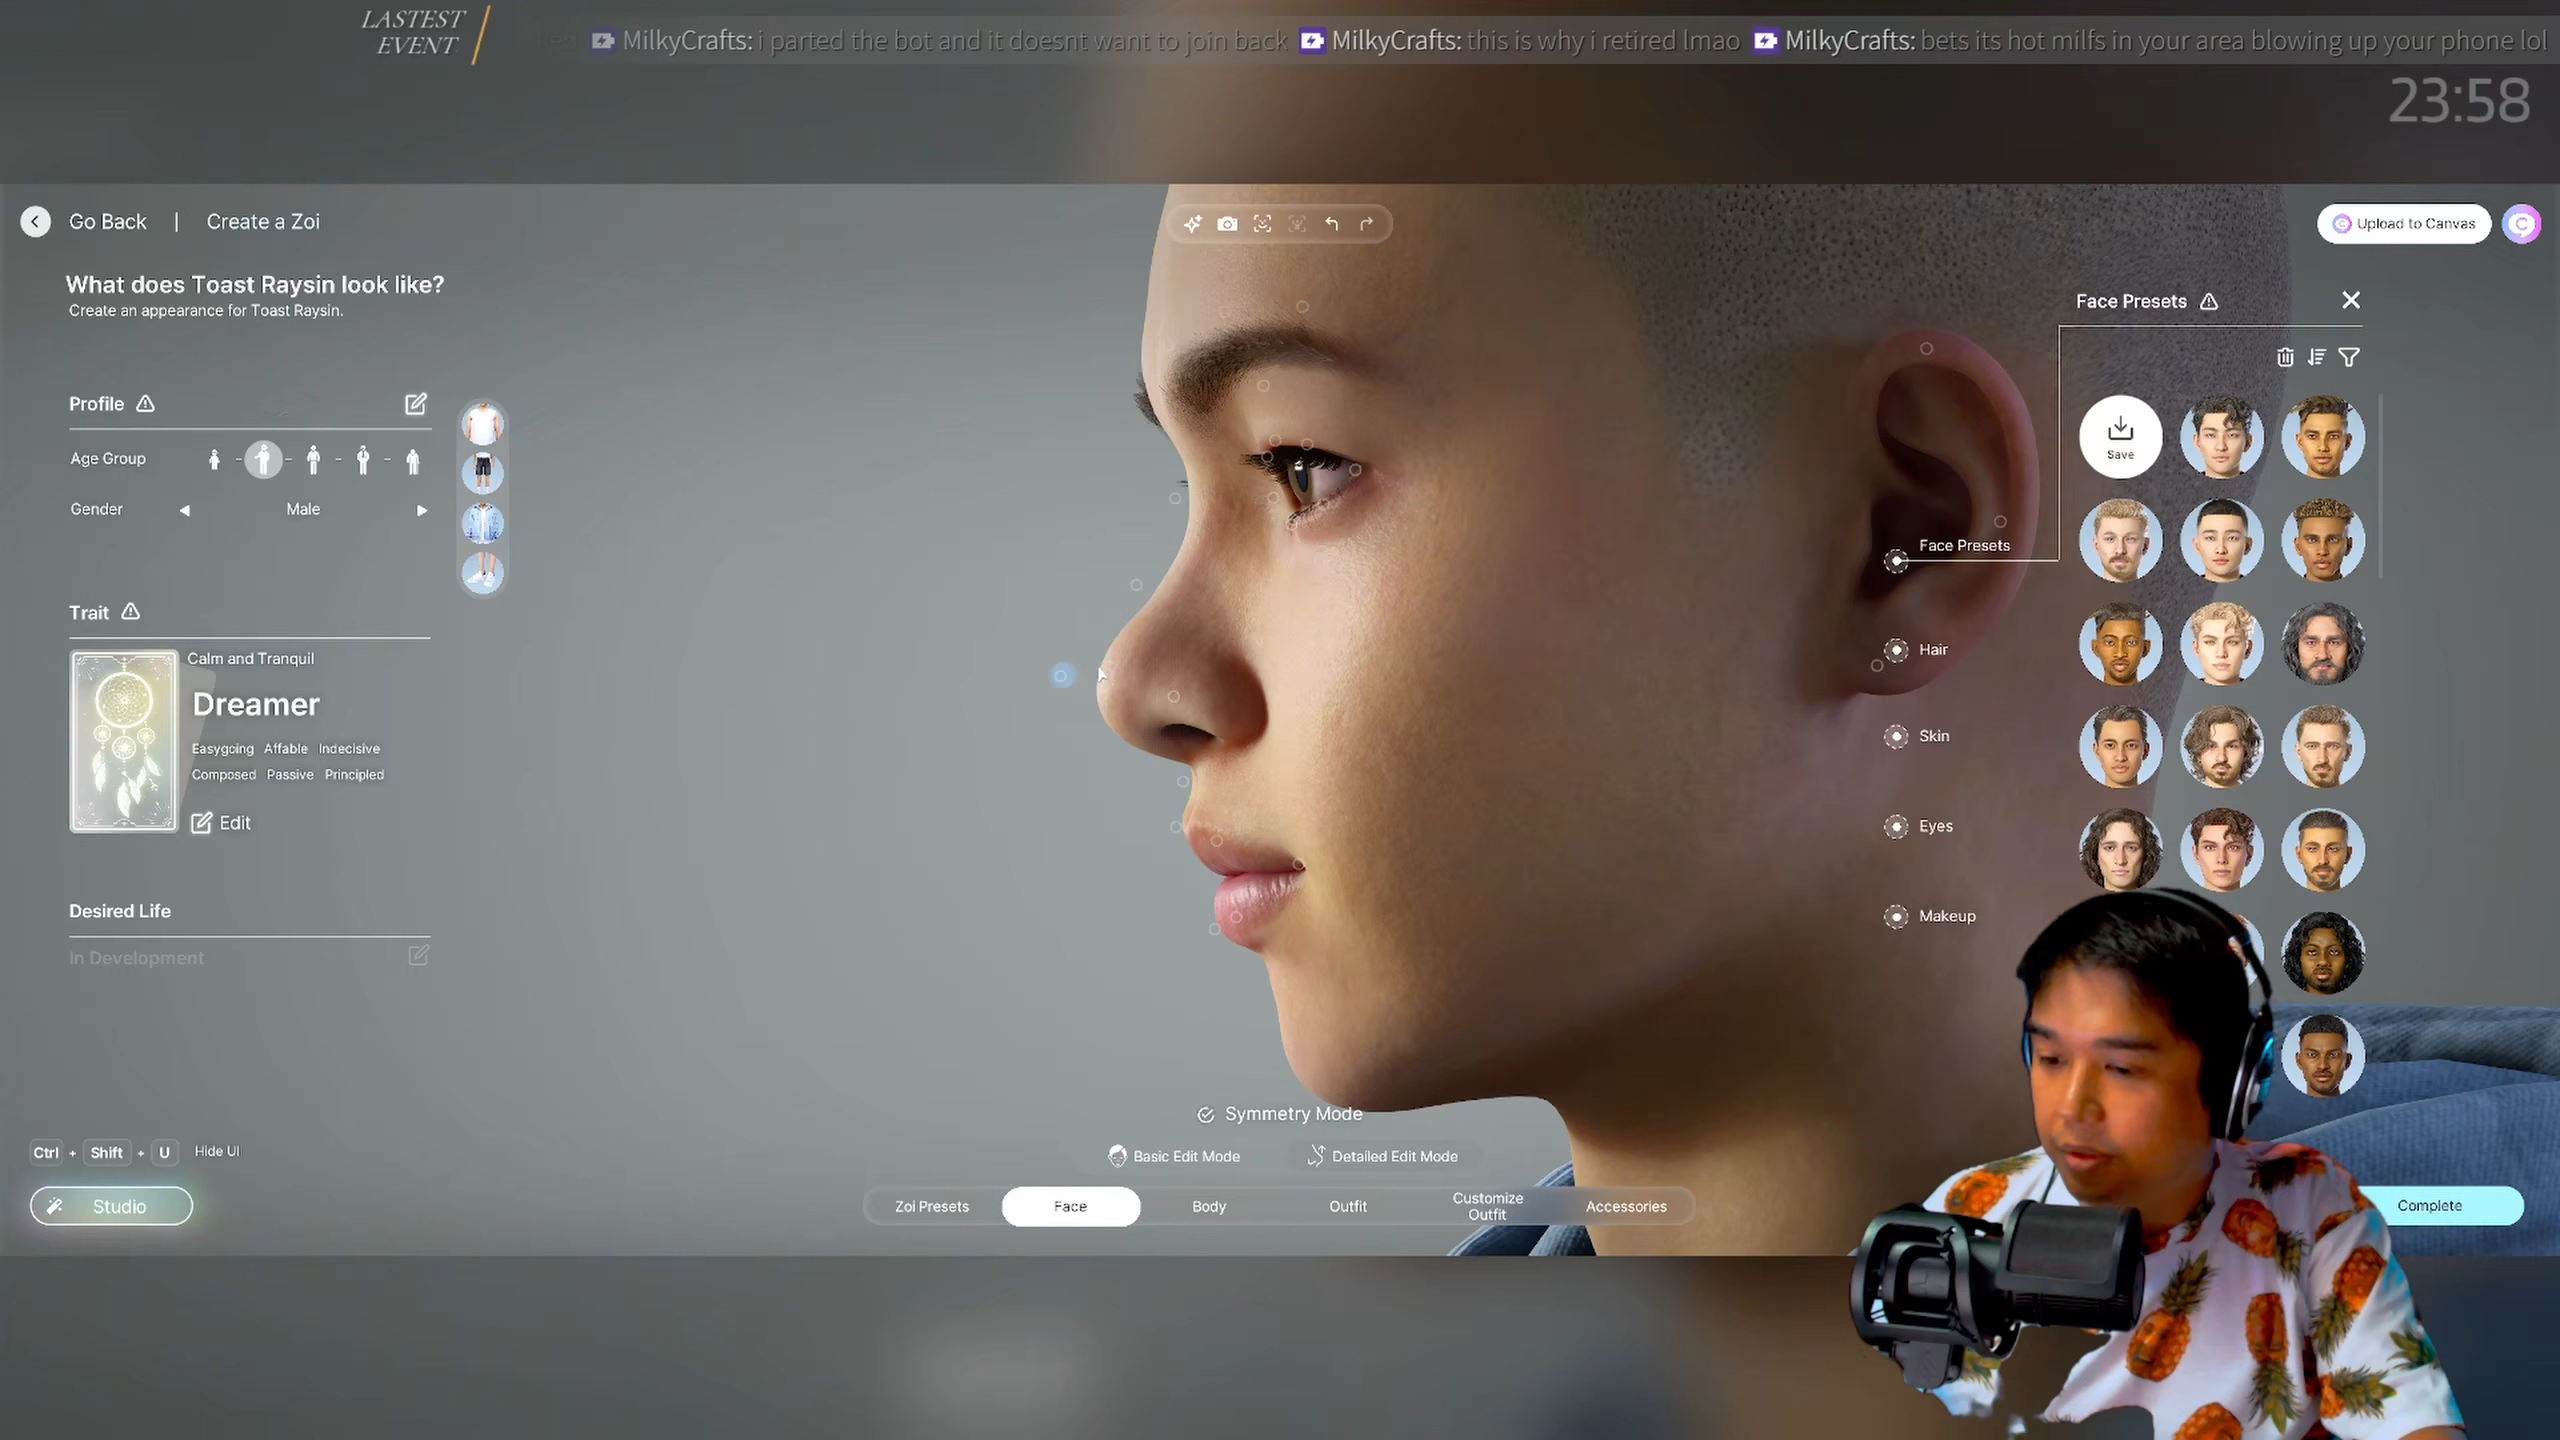 LASTEST
EVENT
MilkyCrafts: i parted the bot and it doesnt want to join back MilkyCrafts: this is why i retired lmao MilkyCrafts: bets its hot milfs in your area blowing up your phone lol
23:58
Go Back | Create a Zoi
Upload to Canvas
What does Toast Raysin look like?
Create an appearance for Toast Raysin.
Face Presets
Profile
Age Group
Gender Male
Save
Face Presets
Trait
Calm and Tranquil
Dreamer
Easygoing Affable Indecisive
Composed Passive Principled
Edit
Hair
Skin
Eyes
Makeup
Desired Life
In Development
Symmetry Mode
Basic Edit Mode Detailed Edit Mode
Ctrl + Shift + U Hide UI
Studio
Zoi Presets Face Body Outfit Customize Outfit Accessories
Complete